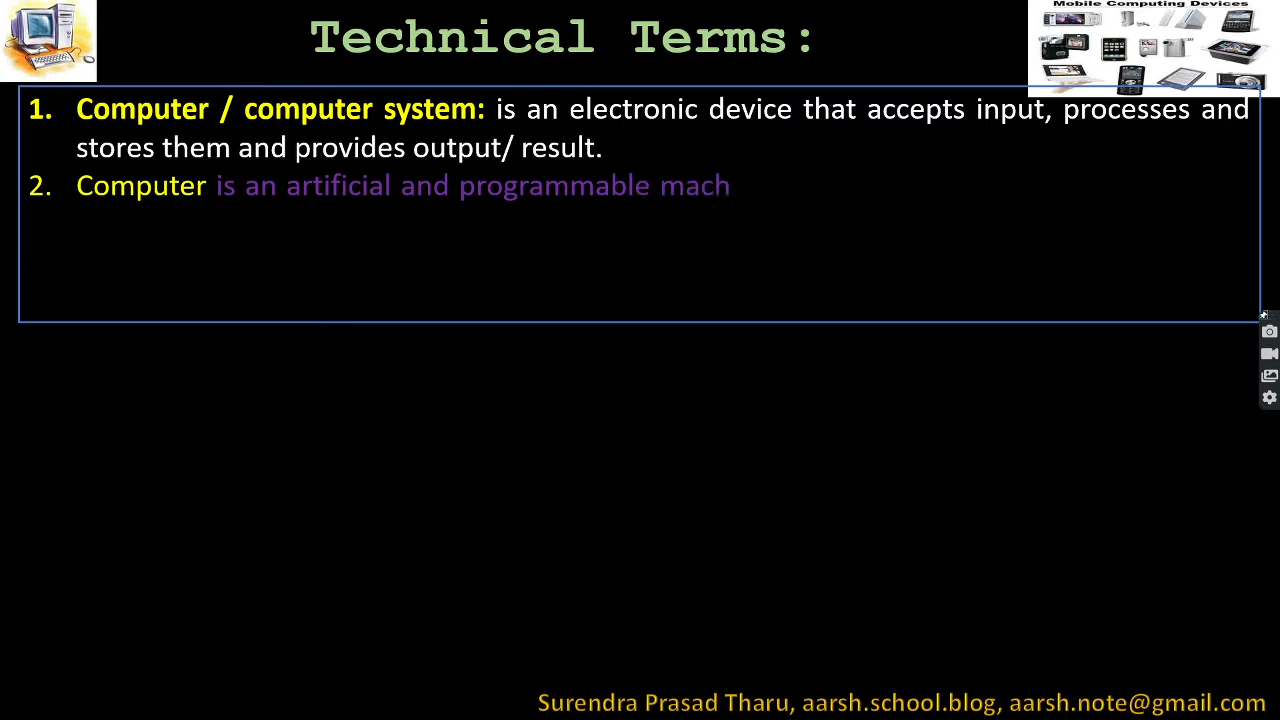 Technical Terms:
Mobile Computing Devices
1. Computer / computer system: is an electronic device that accepts input, processes and
stores them and provides output/ result.
2. Computer is an artificial and programmable mach
Surendra Prasad Tharu, aarsh.school.blog, aarsh.note@gmail.com